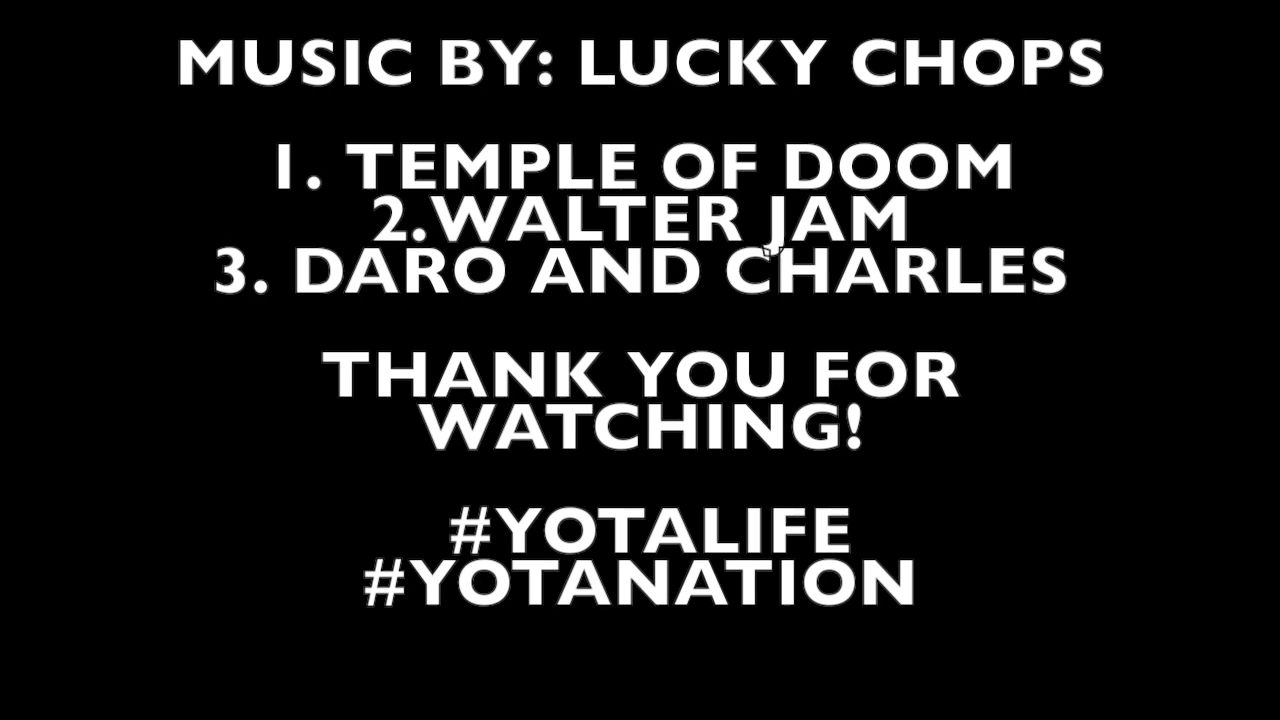 MUSIC BY: LUCKY CHOPS
1. TEMPLE OF DOOM
2.WALTER JAM
3. DARO AND CHARLES
THANK YOU FOR
WATCHING!
#YOTALIFE
#YOTANATION